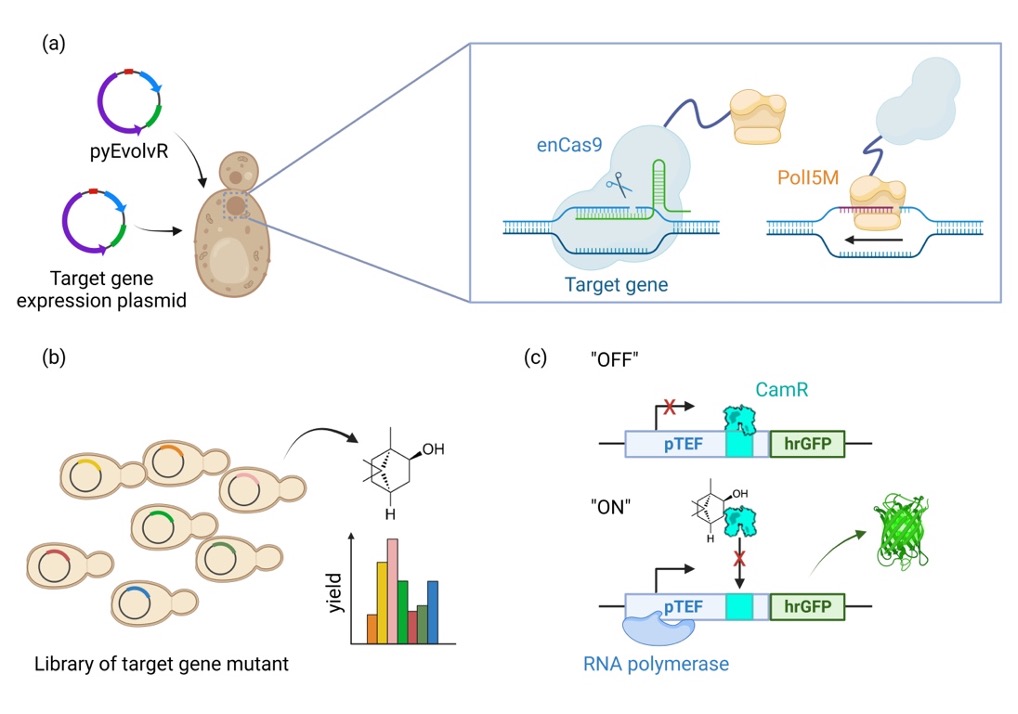 (a)
pyEvolvR
Target gene
expression plasmid
enCas9
Target gene
PolI5M
(b)
OH
H
yield
Library of target gene mutant
(c)
"OFF"
CamR
pTEF
hrGFP
"ON"
OH
H
pTEF
hrGFP
RNA polymerase